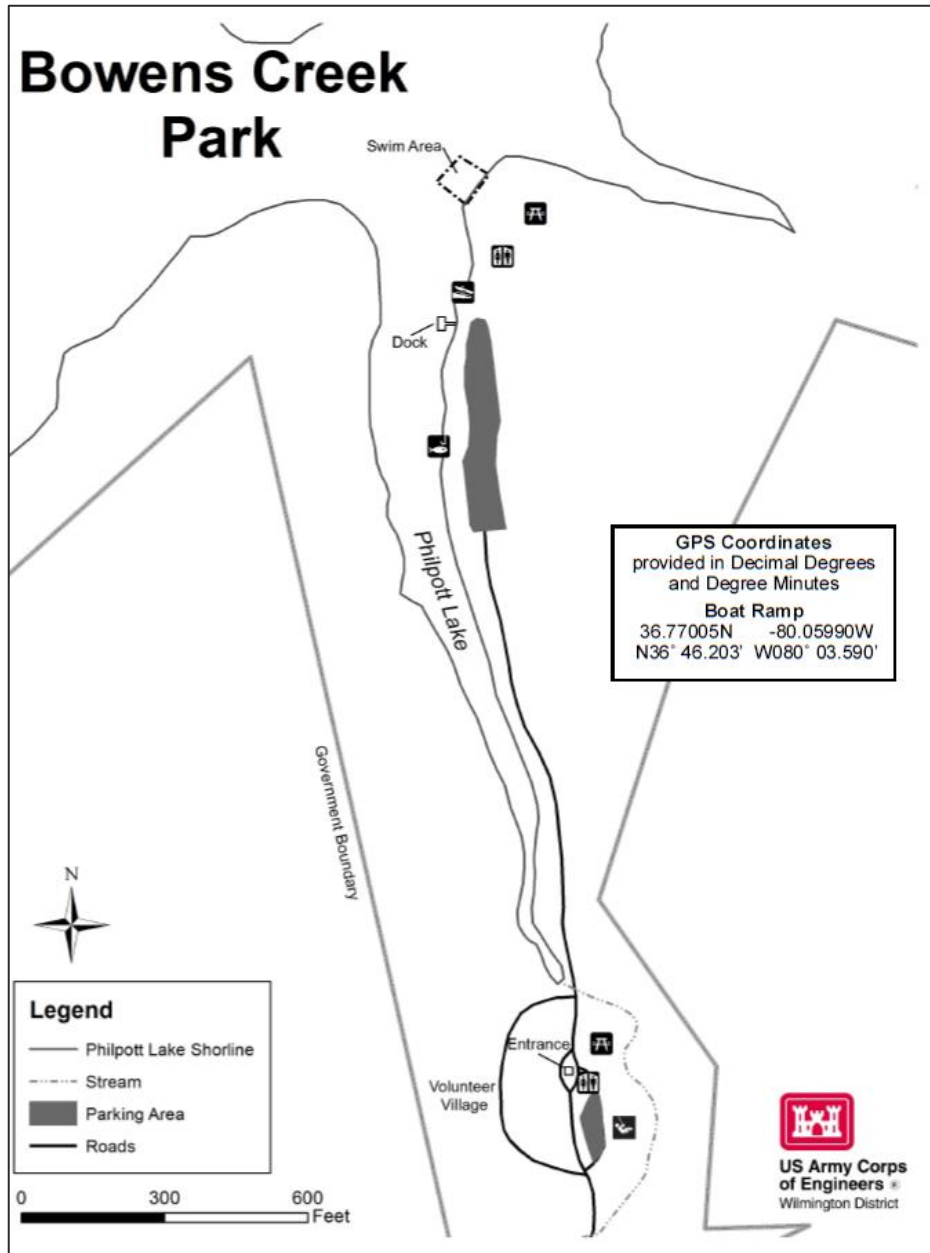 Bowens Creek
Park
Swim Area
Dock
Philpott Lake
GPS Coordinates
provided in Decimal Degrees
and Degree Minutes
Boat Ramp
36.77005N -80.05990W
N36° 46.203' W080° 03.590'
Government Boundary
N
Legend
Philpott Lake Shorline
Stream
Parking Area
Roads
Entrance
Volunteer
Village
0 300 600
Feet
US Army Corps
of Engineers ®
Wilmington District